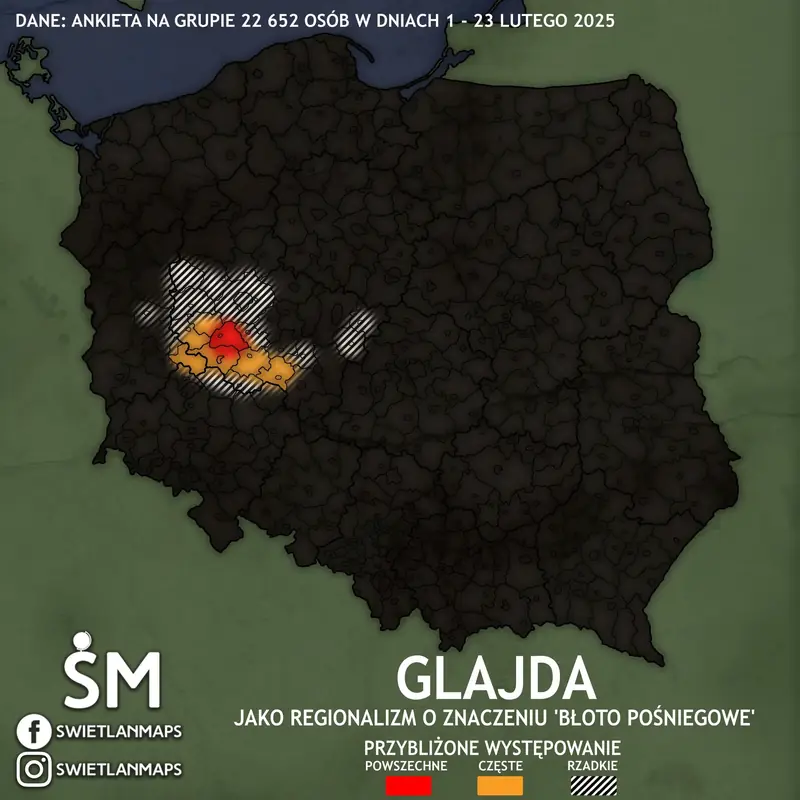 DANE: ANKIETA NA GRUPIE 22 652 OSÓB W DNIACH 1 - 23 LUTEGO 2025
ŚM
SWIETLANMAPS
SWIETLANMAPS
GLAJDA
JAKO REGIONALIZM O ZNACZENIU 'BŁOTO POŚNIEGOWE'
PRZYBLIŻONE WYSTĘPOWANIE
POWSZECHNE CZĘSTE RZADKIE